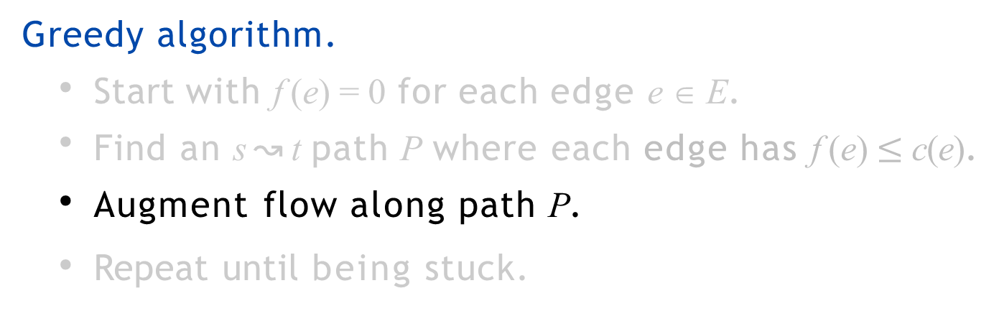 Greedy algorithm.
• Start with f (e) = 0 for each edge e ∈ E.
• Find an s↝t path P where each edge has f (e) ≤ c(e).
• Augment flow along path P.
• Repeat until being stuck.